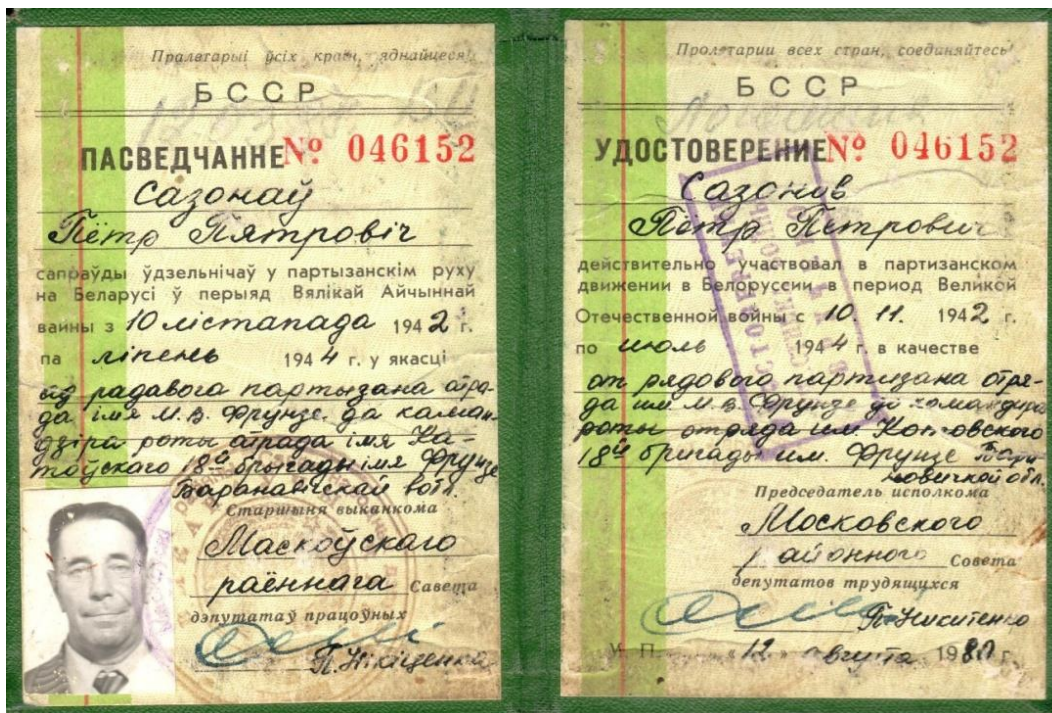 Пралетарыі ўсіх краін, яднайцеся!
БССР
ПАСВЕДЧАННЕ № 046152
Сазонаў
Пётр Пятровіч
сапраўды ўдзельнічаў у партызанскім руху
на Беларусі ў перыяд Вялікай Айчыннай
вайны з 10 лістапада 1942 г.
па ліпень 1944 г. у якасці
ад радавога партызана атра-
да імя М.В. Фрунзе да каман-
дзіра роты атрада імя Ка-
тоўскага 18й брыгады імя Фрунзе
Баранавічскай вобл.
Старшыня выканкома
Маскоўскаго
раённага Савета
дэпутатаў працоўных
П. Нікіценка
Пролетарии всех стран, соединяйтесь!
БССР
УДОСТОВЕРЕНИЕ № 046152
Сазонов
Петр Петрович
действительно участвовал в партизанском
движении в Белоруссии в период Великой
Отечественной войны с 10. 11. 1942 г.
по июль 1944 г. в качестве
от рядового партизана отря-
да им М.В. Фрунзе до командира
роты отряда им Котовского
18й бригады им. Фрунзе Бара-
новичской обл.
Председатель исполкома
Московского
районного Совета
депутатов трудящихся
П. Никитенко
М. П. «12» августа 1980 г.